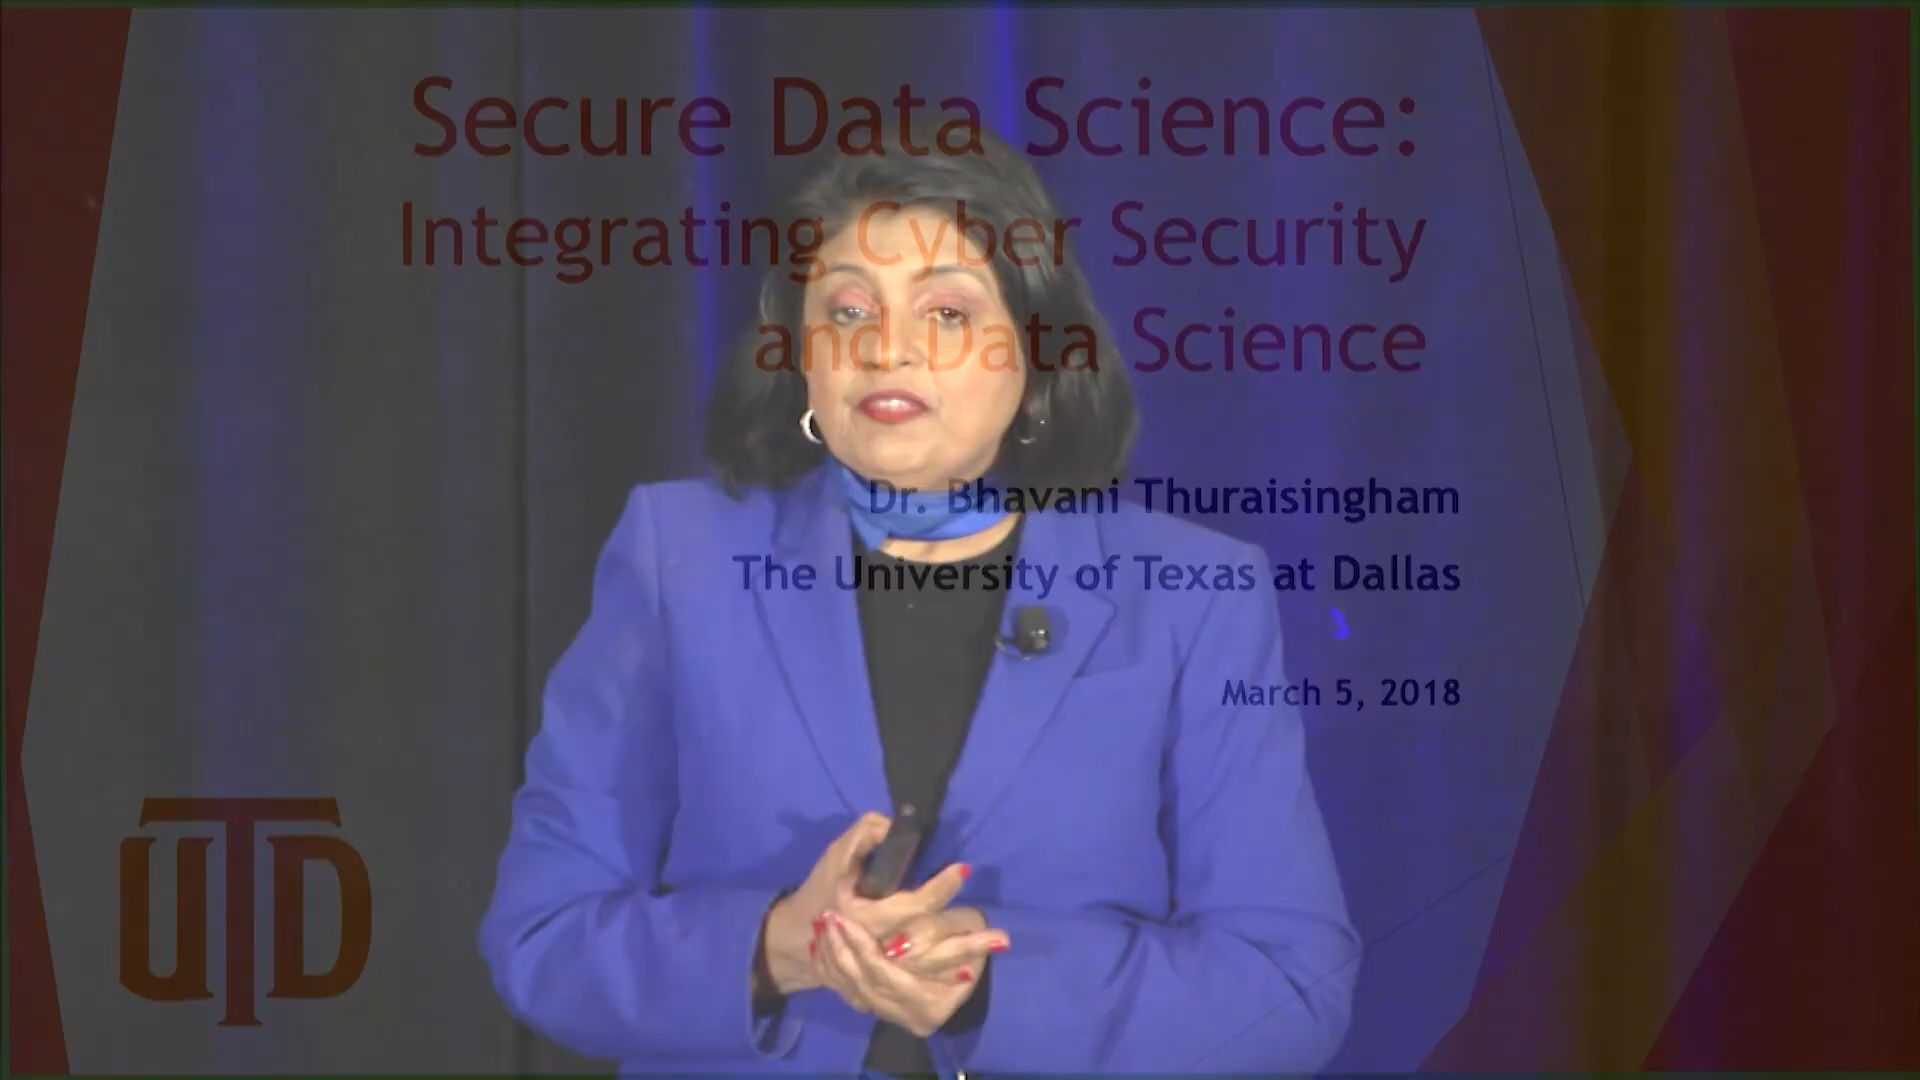 Secure Data Science:
Integrating Cyber Security
and Data Science
Dr. Bhavani Thuraisingham
The University of Texas at Dallas
March 5, 2018
UTD